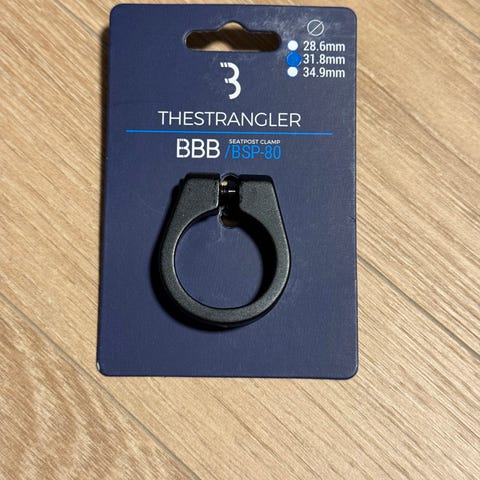 ⌀
28.6mm
31.8mm
34.9mm
THESTRANGLER
SEATPOST CLAMP
BBB /BSP-80